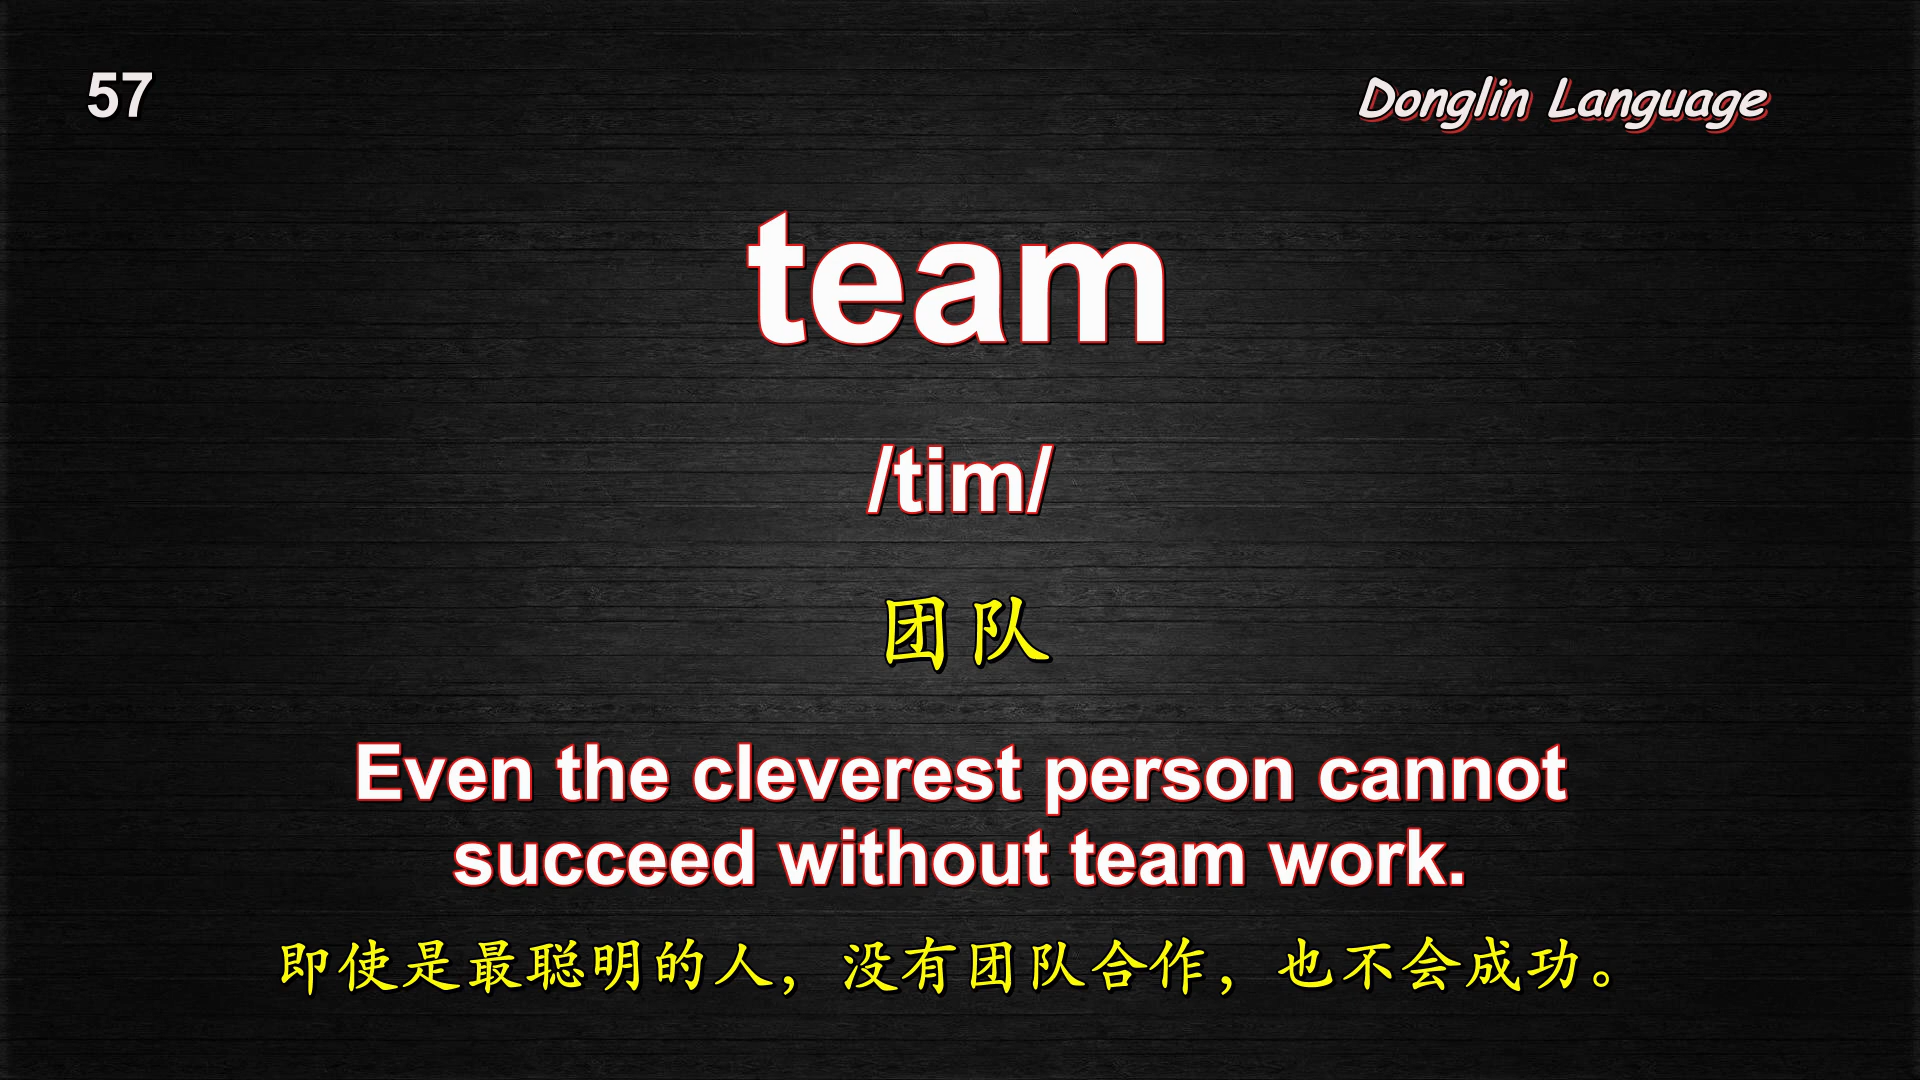 57
Donglin Language
team
/tim/
团队
Even the cleverest person cannot
succeed without team work.
即使是最聪明的人，没有团队合作，也不会成功。